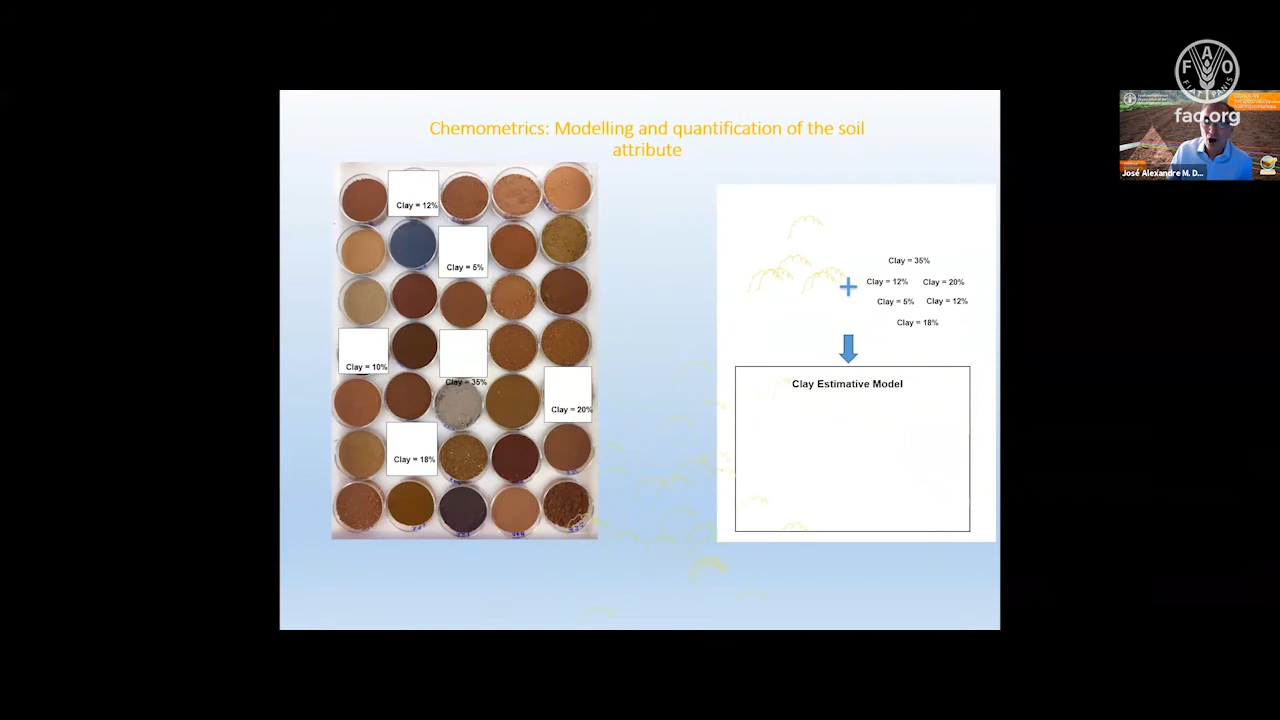 Chemometrics: Modelling and quantification of the soil
attribute
Clay = 12%
Clay = 5%
Clay = 10%
Clay = 35%
Clay = 20%
Clay = 18%
Clay = 35%
Clay = 12%
Clay = 20%
Clay = 5%
Clay = 12%
Clay = 18%
Clay Estimative Model
F A O
FIAT PANIS
fao.org
José Alexandre M. D...